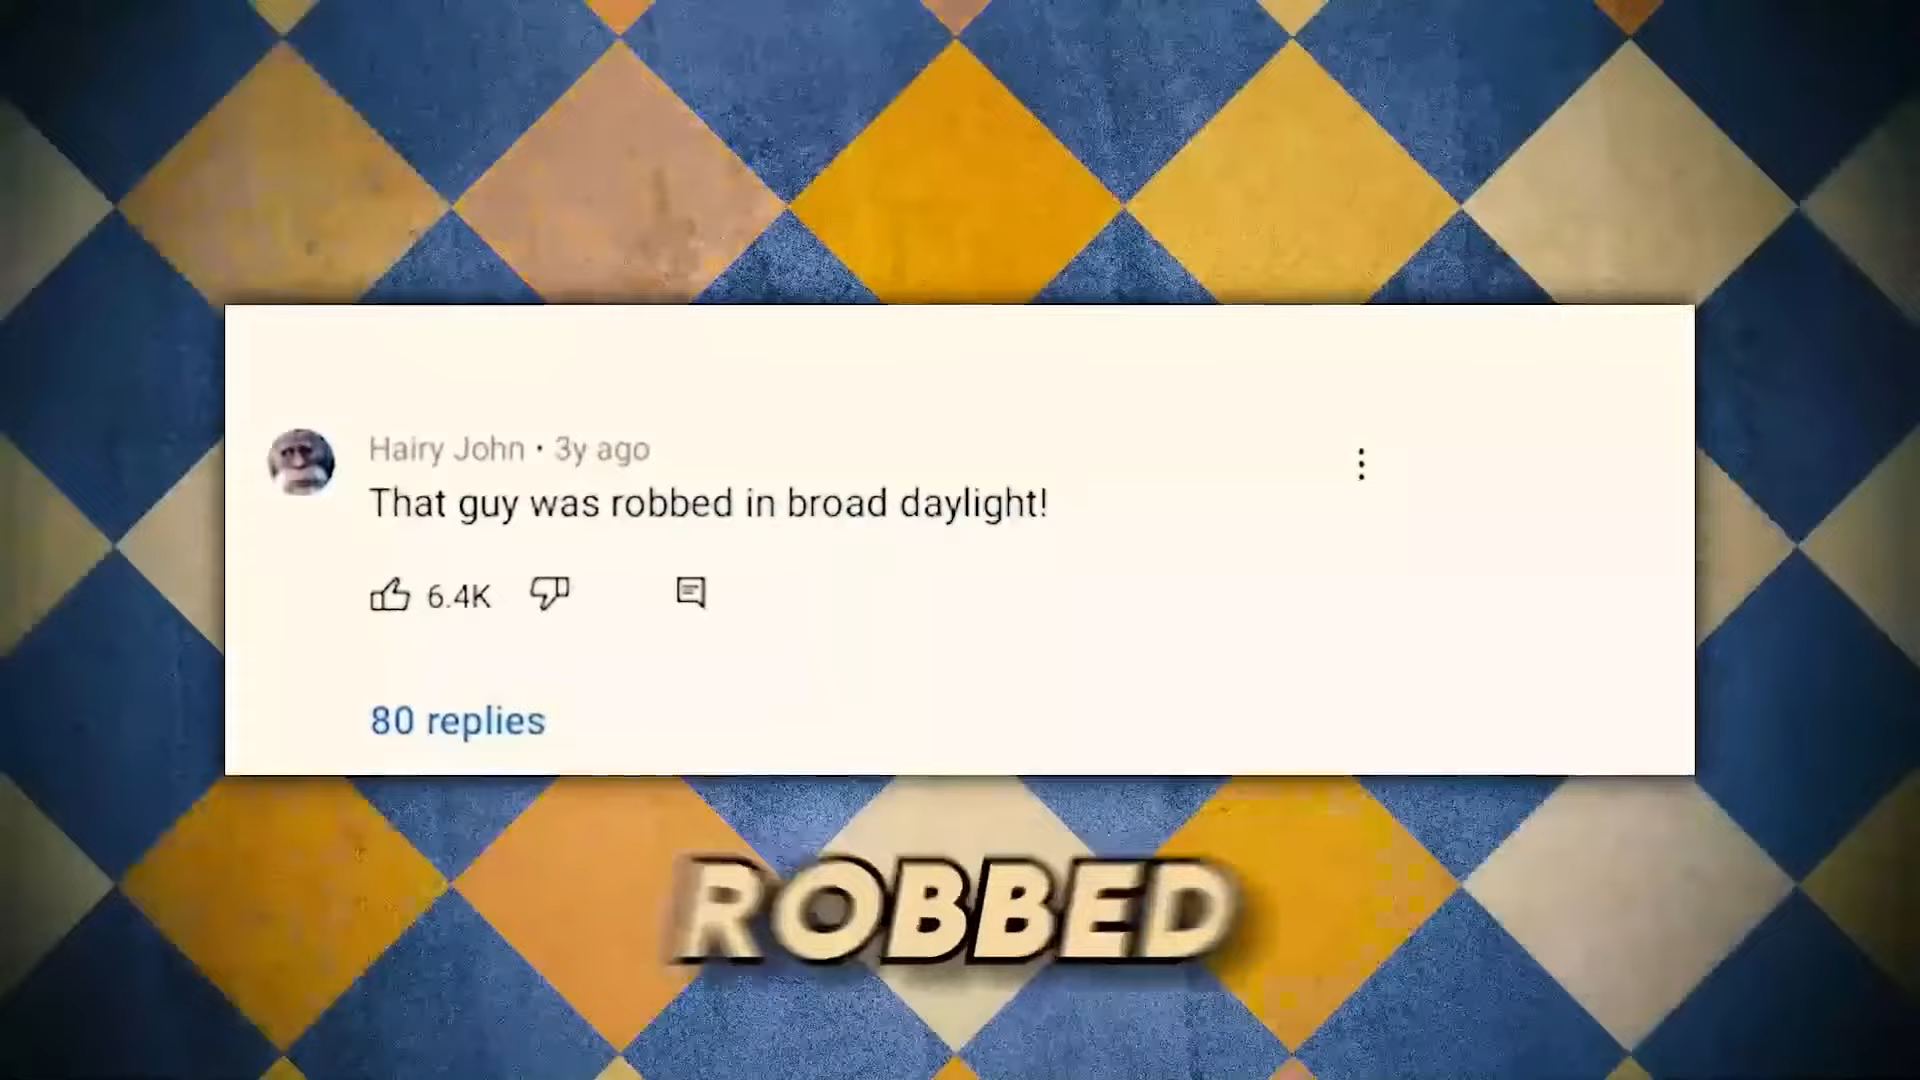 Hairy John • 3y ago
That guy was robbed in broad daylight!
6.4K
80 replies
ROBBED